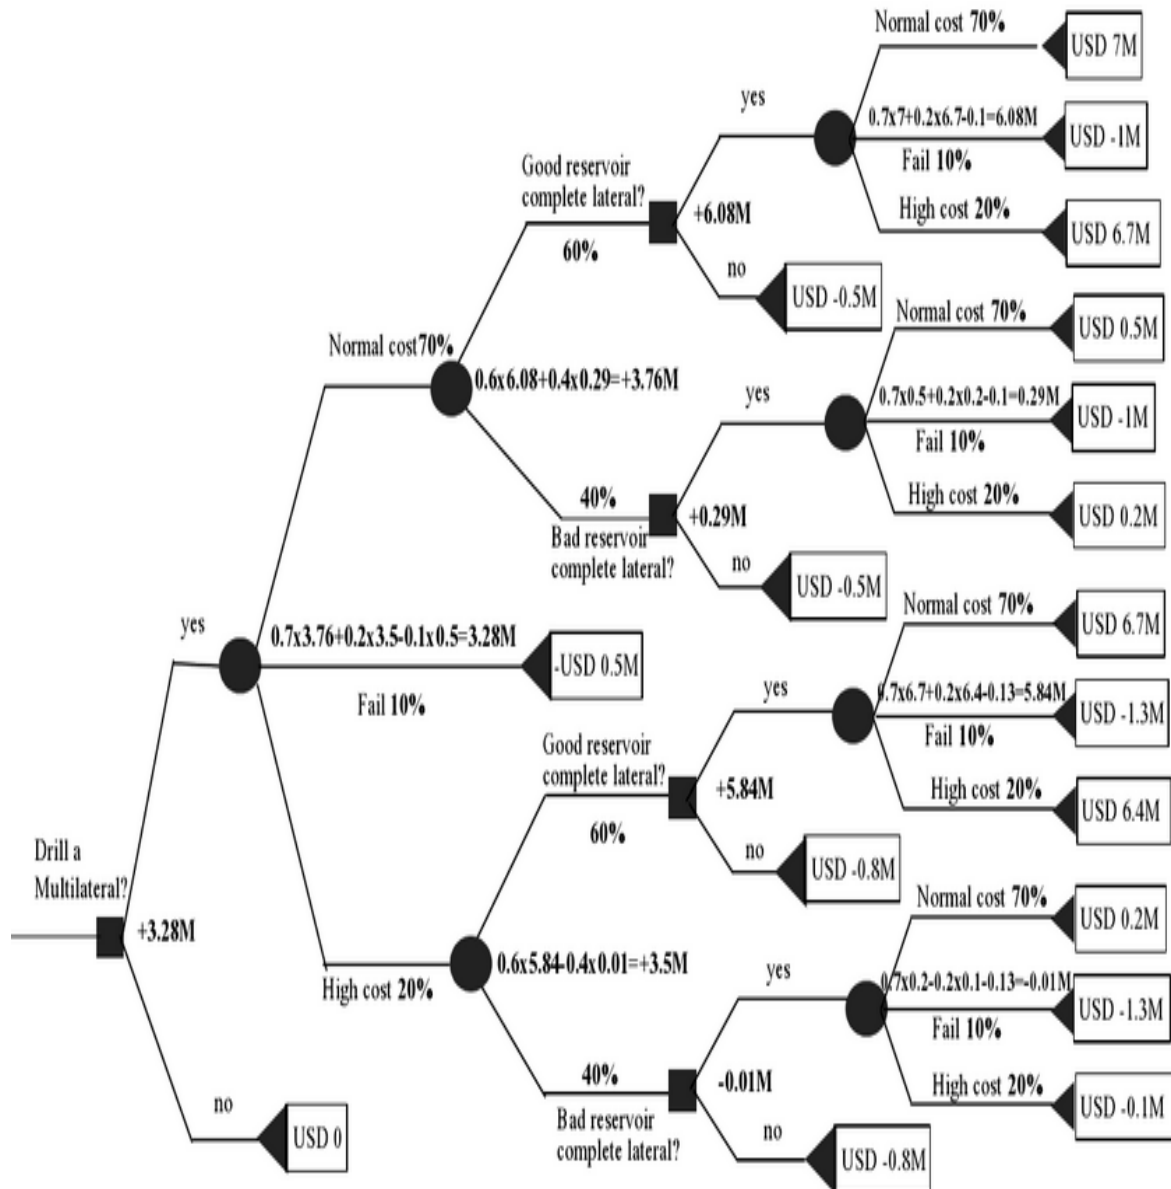 Normal cost 70%
USD 7M
yes
0.7x7+0.2x6.7-0.1=6.08M
USD -1M
Fail 10%
Good reservoir
complete lateral?
High cost 20%
+6.08M
USD 6.7M
60%
no
USD -0.5M
Normal cost 70%
USD 0.5M
Normal cost 70%
0.6x6.08+0.4x0.29=+3.76M
yes
0.7x0.5+0.2x0.2-0.1=0.29M
USD -1M
Fail 10%
40%
High cost 20%
+0.29M
USD 0.2M
Bad reservoir
complete lateral?
no
USD -0.5M
Normal cost 70%
USD 6.7M
yes
0.7x3.76+0.2x3.5-0.1x0.5=3.28M
-USD 0.5M
Fail 10%
yes
0.7x6.7+0.2x6.4-0.13=5.84M
USD -1.3M
Fail 10%
Good reservoir
complete lateral?
+5.84M
High cost 20%
USD 6.4M
60%
no
USD -0.8M
Drill a
Multilateral?
+3.28M
Normal cost 70%
USD 0.2M
0.6x5.84-0.4x0.01=+3.5M
High cost 20%
yes
0.7x0.2-0.2x0.1-0.13=-0.01M
USD -1.3M
Fail 10%
40%
-0.01M
High cost 20%
USD -0.1M
Bad reservoir
complete lateral?
no
USD -0.8M
no
USD 0